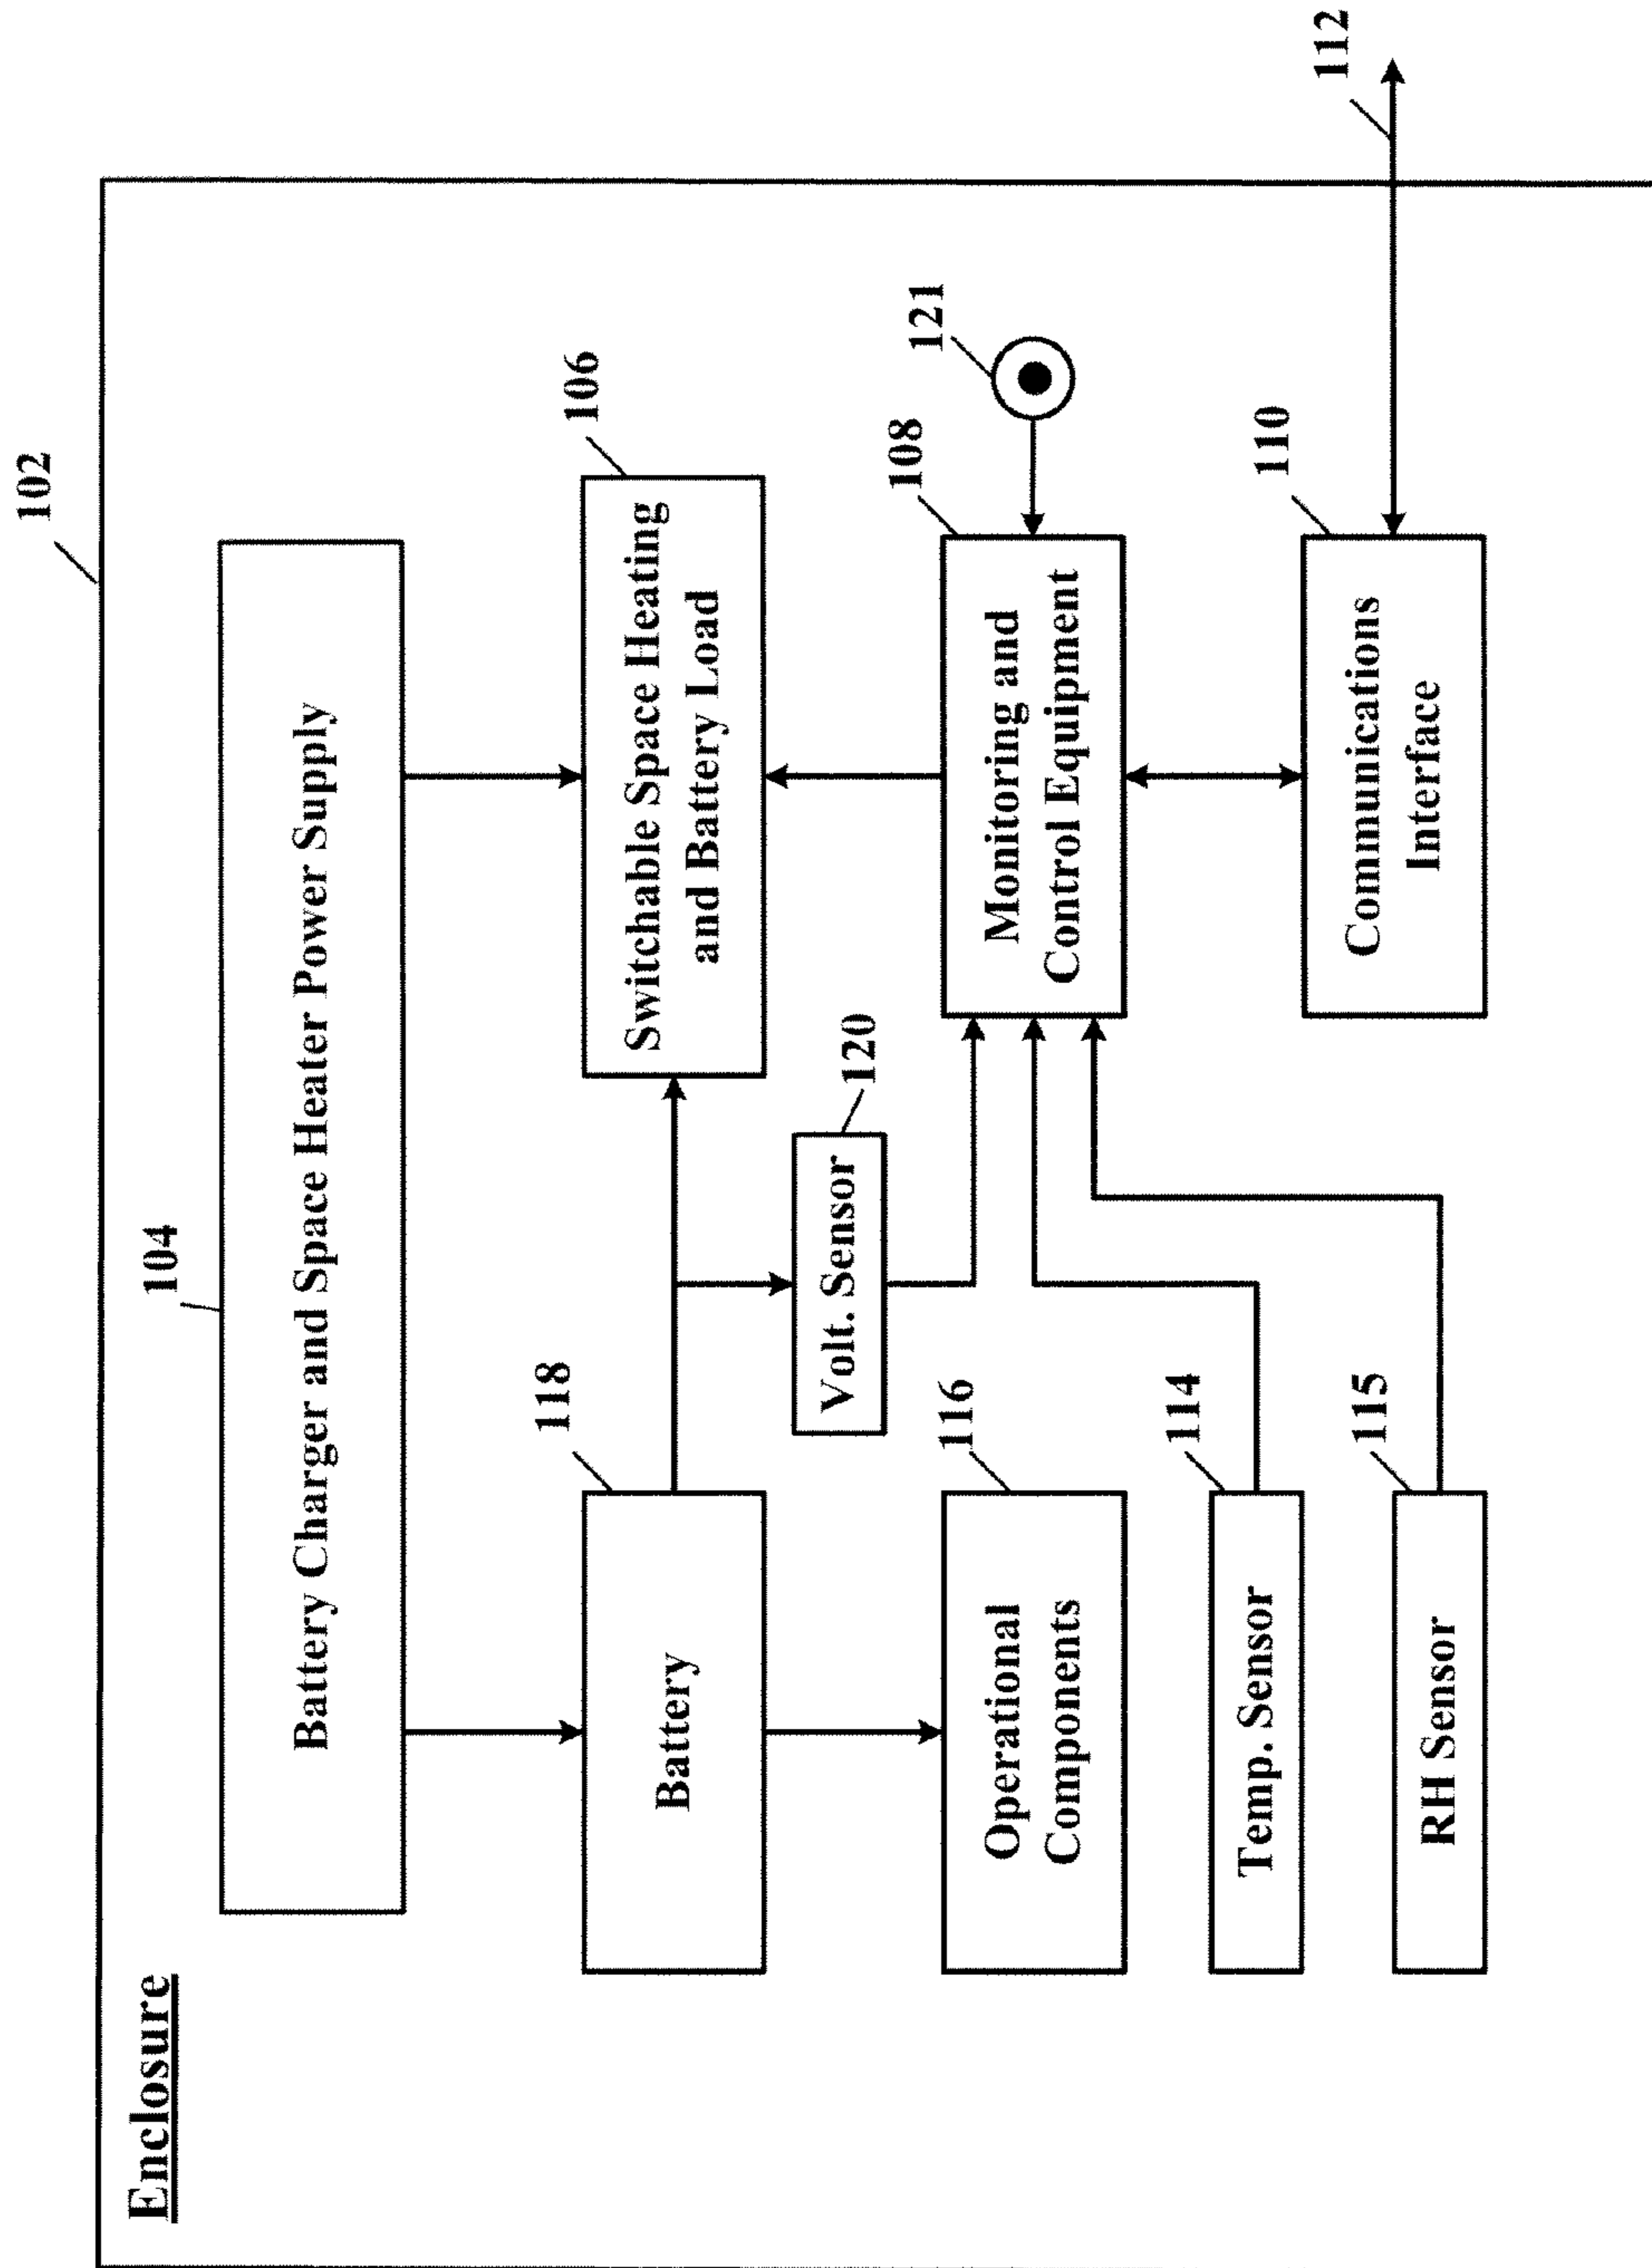 102
Enclosure
104
Battery Charger and Space Heater Power Supply
118
Battery
106
Switchable Space Heating
and Battery Load
120
Volt. Sensor
116
Operational
Components
108
Monitoring and
Control Equipment
121
114
Temp. Sensor
115
RH Sensor
110
Communications
Interface
112